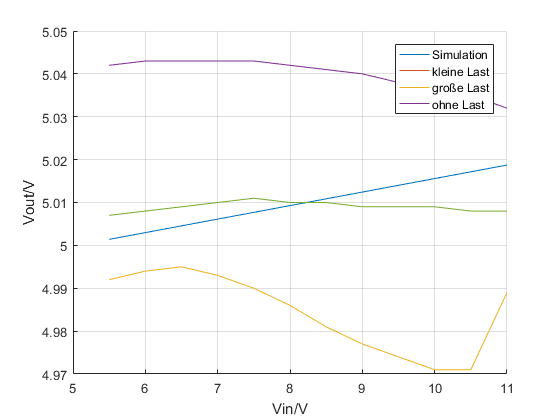 5.05
5.04
5.03
5.02
5.01
5
4.99
4.98
4.97
Vout/V
Simulation
kleine Last
große Last
ohne Last
5
6
7
8
9
10
11
Vin/V